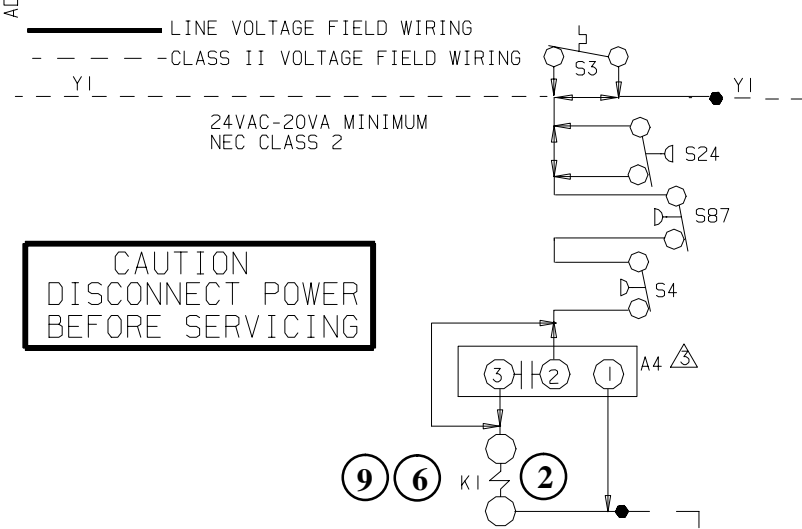 AD
LINE VOLTAGE FIELD WIRING
CLASS II VOLTAGE FIELD WIRING
S3
Y1
Y1
24VAC-20VA MINIMUM
NEC CLASS 2
S24
S87
CAUTION
DISCONNECT POWER
BEFORE SERVICING
S4
3 2 1 A4 3
9 6 K1 2